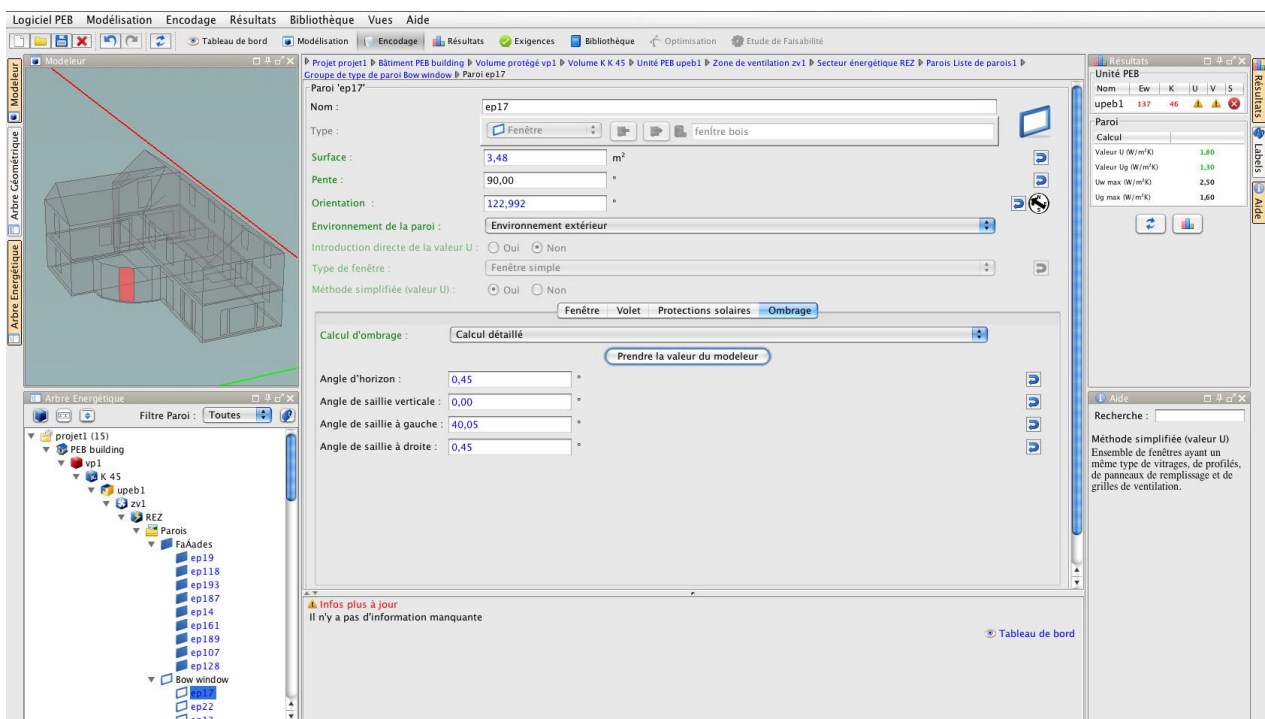 Logiciel PEB Modélisation Encodage Résultats Bibliothèque Vues Aide
Tableau de bord Modélisation Encodage Résultats Exigences Bibliothèque Optimisation Etude de Faisabilité
Modeleur
Modeleur
Arbre Géométrique
Arbre Energétique
Projet projet1 Bâtiment PEB building Volume protégé vp1 Volume K K 45 Unité PEB upeb1 Zone de ventilation zv1 Secteur énergétique REZ Parois Liste de parois1
Groupe de type de paroi Bow window Paroi ep17
Paroi 'ep17'
Nom : ep17
Type : Fenêtre fenÍtre bois
Surface : 3,48 m²
Pente : 90,00 °
Orientation : 122,992 °
Environnement de la paroi : Environnement extérieur
Introduction directe de la valeur U : Oui Non
Type de fenêtre : Fenêtre simple
Méthode simplifiée (valeur U) : Oui Non
Fenêtre Volet Protections solaires Ombrage
Calcul d'ombrage : Calcul détaillé
Prendre la valeur du modeleur
Angle d'horizon : 0,45 °
Angle de saillie verticale : 0,00 °
Angle de saillie à gauche : 40,05 °
Angle de saillie à droite : 0,45 °
Infos plus à jour
Il n'y a pas d'information manquante
Tableau de bord
Arbre Energétique
Filtre Paroi : Toutes
projet1 (15)
PEB building
vp1
K 45
upeb1
zv1
REZ
Parois
FaÁades
ep19
ep118
ep193
ep187
ep14
ep161
ep189
ep107
ep128
Bow window
ep17
ep22
Résultats
Unité PEB
Nom Ew K U V S
upeb1 137 46
Paroi
Calcul
Valeur U (W/m²K) 1,80
Valeur Ug (W/m²K) 1,30
Uw max (W/m²K) 2,50
Ug max (W/m²K) 1,60
Résultats
Labels
Aide
Aide
Recherche :
Méthode simplifiée (valeur U)
Ensemble de fenêtres ayant un
même type de vitrages, de profilés,
de panneaux de remplissage et de
grilles de ventilation.